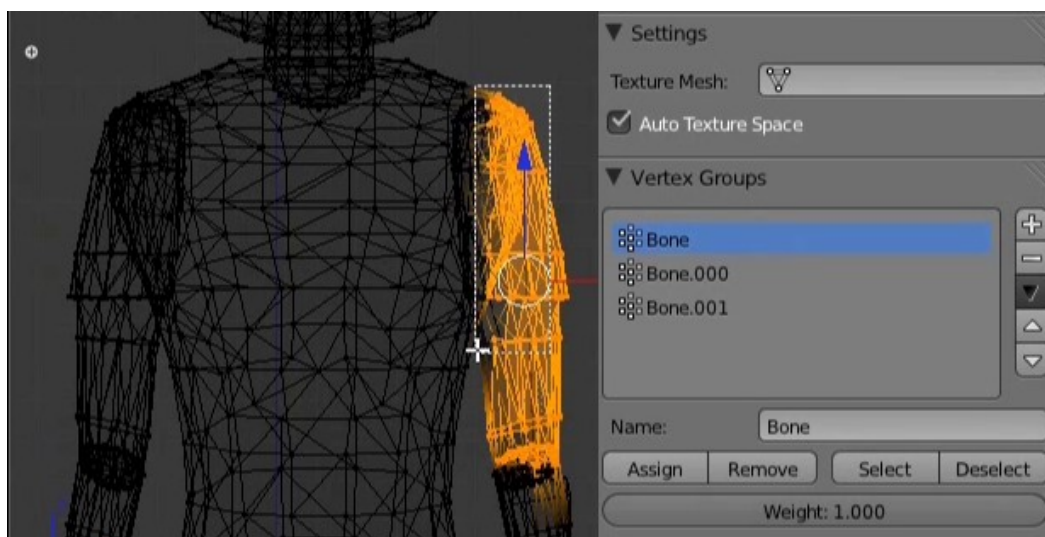 Settings
Texture Mesh:
Auto Texture Space
Vertex Groups
Bone
Bone.000
Bone.001
Name: Bone
Assign Remove Select Deselect
Weight: 1.000